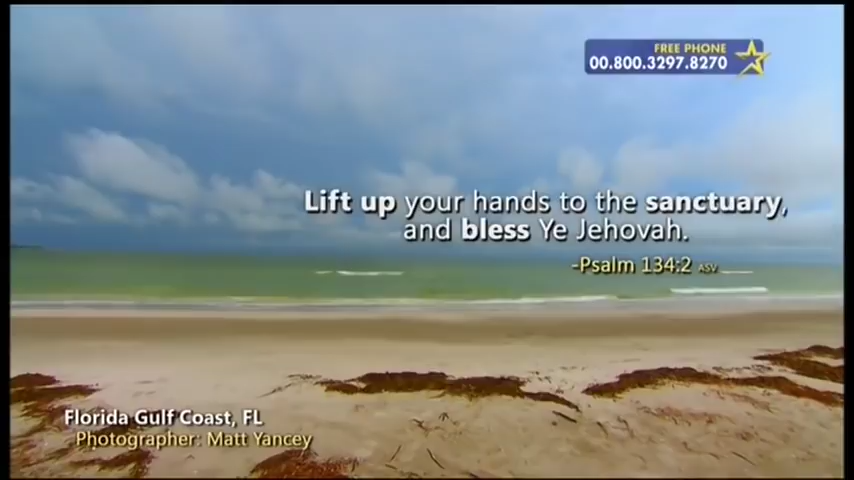 FREE PHONE
00.800.3297.8270
Lift up your hands to the sanctuary,
and bless Ye Jehovah.
-Psalm 134:2 ASV
Florida Gulf Coast, FL
Photographer: Matt Yancey